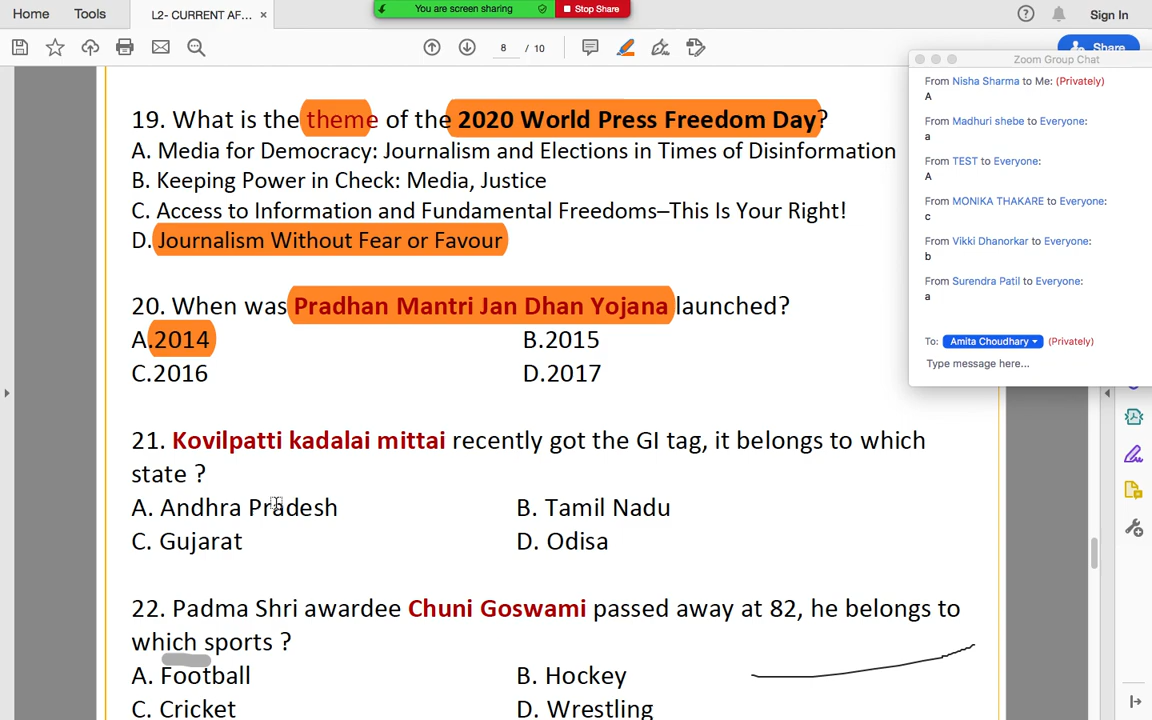 Home Tools L2- CURRENT AF... × You are screen sharing Stop Share Sign In
8 / 10 Share
19. What is the theme of the 2020 World Press Freedom Day?
A. Media for Democracy: Journalism and Elections in Times of Disinformation
B. Keeping Power in Check: Media, Justice
C. Access to Information and Fundamental Freedoms–This Is Your Right!
D. Journalism Without Fear or Favour
20. When was Pradhan Mantri Jan Dhan Yojana launched?
A.2014 B.2015
C.2016 D.2017
21. Kovilpatti kadalai mittai recently got the GI tag, it belongs to which
state ?
A. Andhra Pradesh B. Tamil Nadu
C. Gujarat D. Odisa
22. Padma Shri awardee Chuni Goswami passed away at 82, he belongs to
which sports ?
A. Football B. Hockey
C. Cricket D. Wrestling
Zoom Group Chat
From Nisha Sharma to Me: (Privately)
A
From Madhuri shebe to Everyone:
a
From TEST to Everyone:
A
From MONIKA THAKARE to Everyone:
c
From Vikki Dhanorkar to Everyone:
b
From Surendra Patil to Everyone:
a
To: Amita Choudhary (Privately)
Type message here...